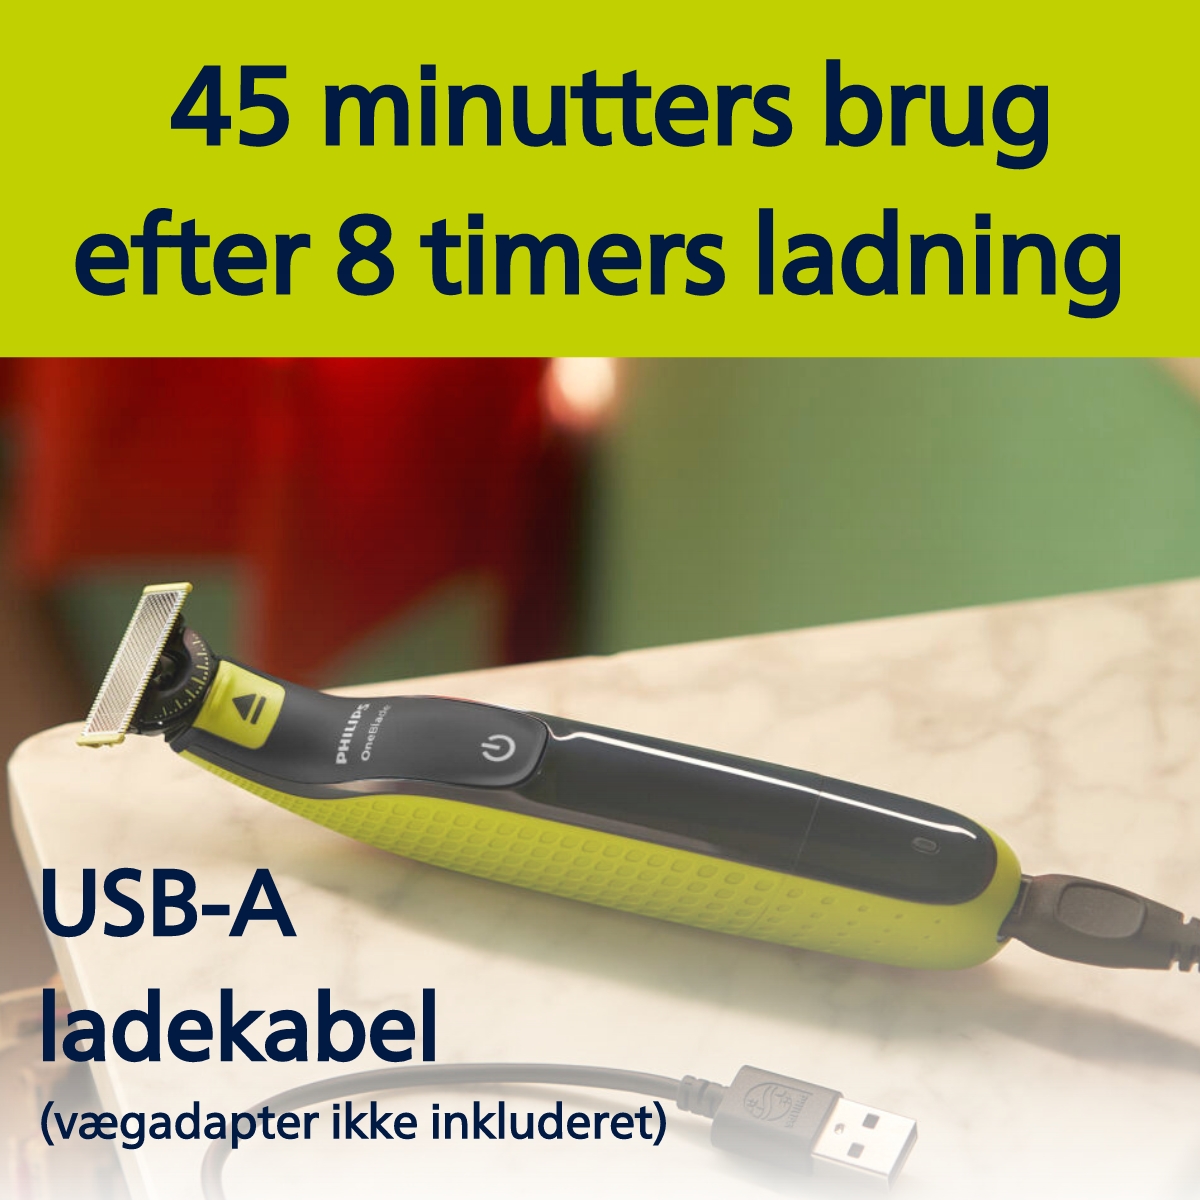 45 minutters brug
efter 8 timers ladning
PHILIPS
OneBlade
USB-A
ladekabel
(vægadapter ikke inkluderet)